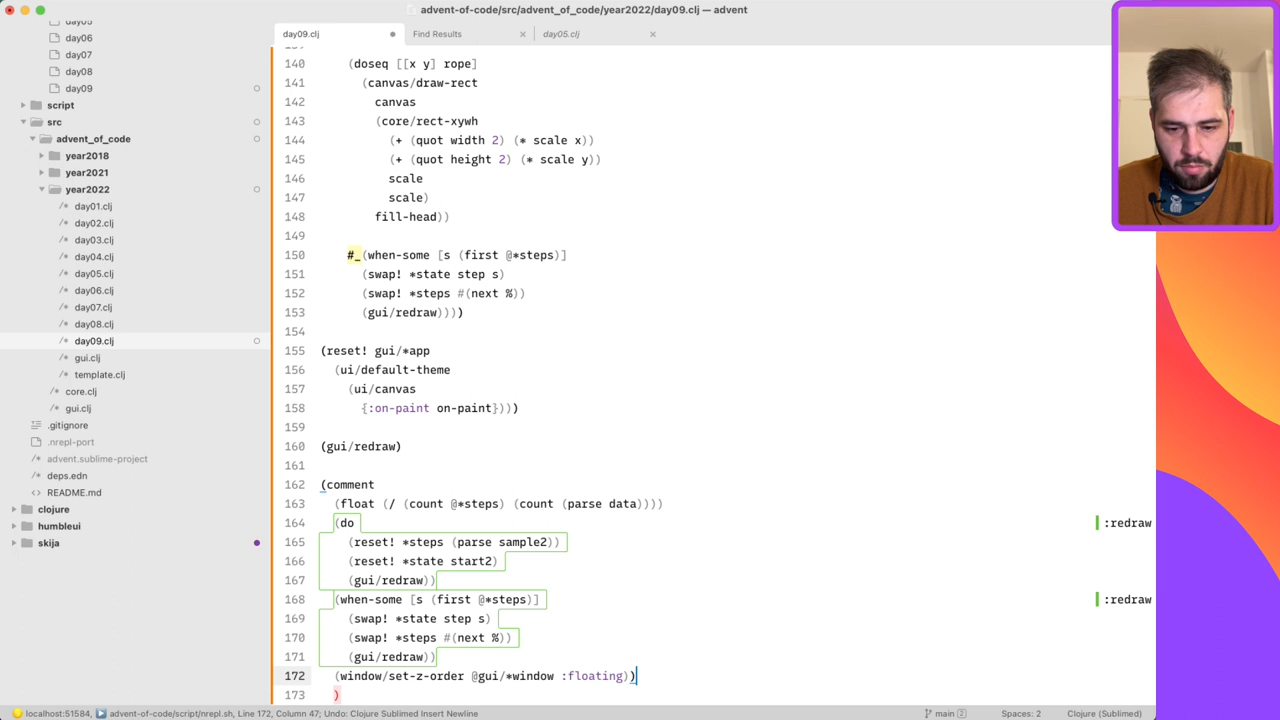 advent-of-code/src/advent_of_code/year2022/day09.clj — advent
day09.clj
Find Results
day05.clj
day05
day06
day07
day08
day09
script
src
advent_of_code
year2018
year2021
year2022
day01.clj
day02.clj
day03.clj
day04.clj
day05.clj
day06.clj
day07.clj
day08.clj
day09.clj
gui.clj
template.clj
core.clj
gui.clj
.gitignore
.nrepl-port
advent.sublime-project
deps.edn
README.md
clojure
humbleui
skija
139
140 (doseq [[x y] rope]
141 (canvas/draw-rect
142 canvas
143 (core/rect-xywh
144 (+ (quot width 2) (* scale x))
145 (+ (quot height 2) (* scale y))
146 scale
147 scale)
148 fill-head))
149
150 #_(when-some [s (first @*steps)]
151 (swap! *state step s)
152 (swap! *steps #(next %))
153 (gui/redraw))))
154
155 (reset! gui/*app
156 (ui/default-theme
157 (ui/canvas
158 {:on-paint on-paint})))
159
160 (gui/redraw)
161
162 (comment
163 (float (/ (count @*steps) (count (parse data))))
164 (do :redraw
165 (reset! *steps (parse sample2))
166 (reset! *state start2)
167 (gui/redraw))
168 (when-some [s (first @*steps)] :redraw
169 (swap! *state step s)
170 (swap! *steps #(next %))
171 (gui/redraw))
172 (window/set-z-order @gui/*window :floating))
173 )
localhost:51584, advent-of-code/script/nrepl.sh, Line 172, Column 47; Undo: Clojure Sublimed Insert Newline
main 2
Spaces: 2
Clojure (Sublimed)